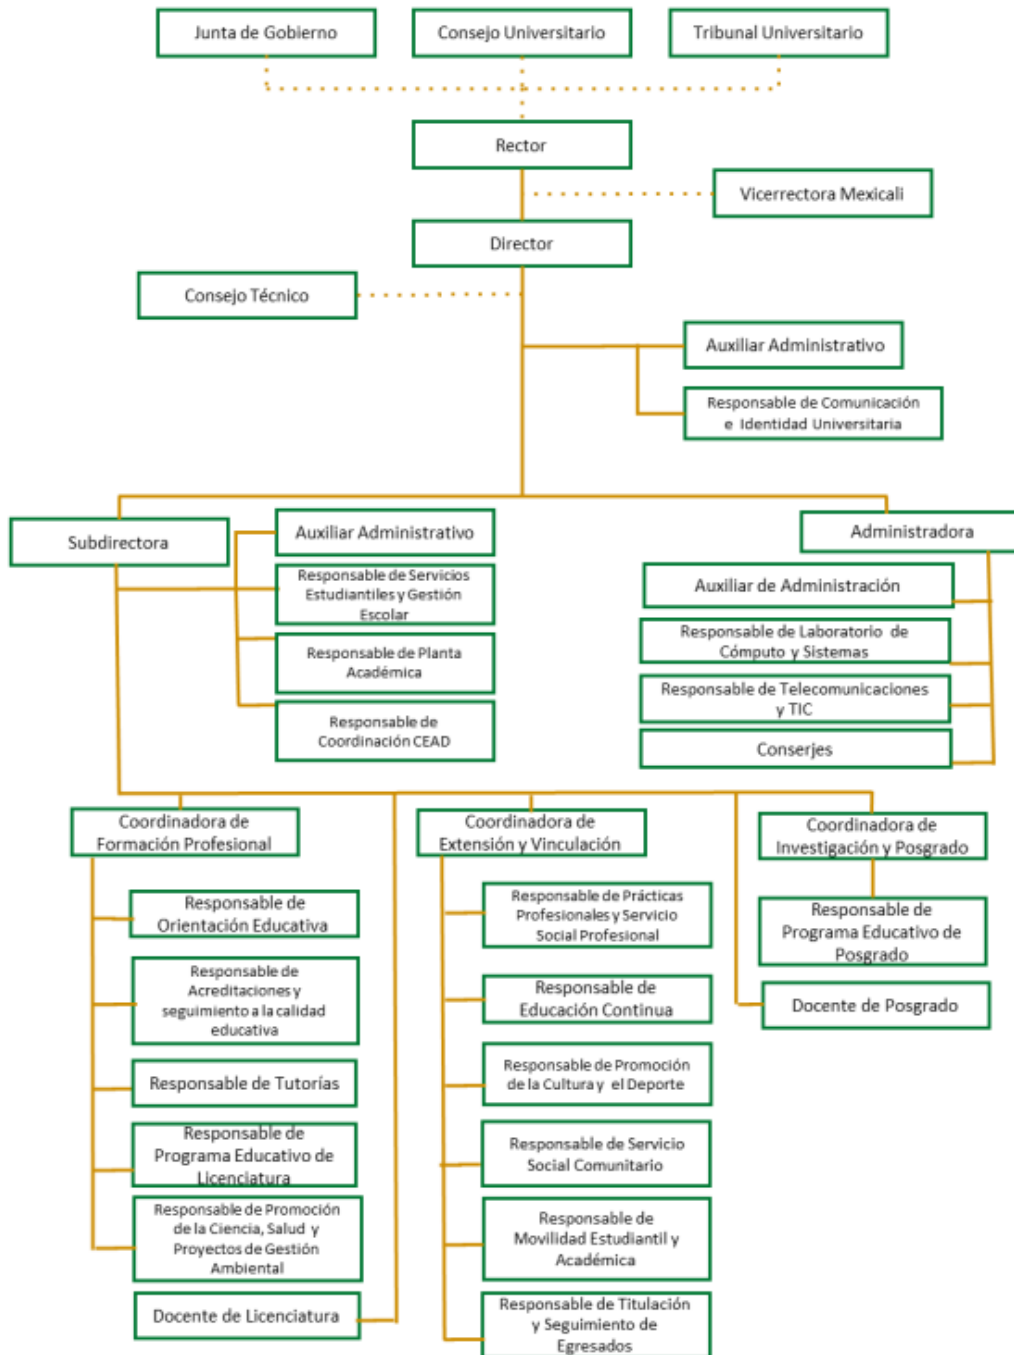 Junta de Gobierno
Consejo Universitario
Tribunal Universitario
Rector
Vicerrectora Mexicali
Director
Consejo Técnico
Auxiliar Administrativo
Responsable de Comunicación
e Identidad Universitaria
Subdirectora
Auxiliar Administrativo
Responsable de Servicios
Estudiantiles y Gestión
Escolar
Responsable de Planta
Académica
Responsable de
Coordinación CEAD
Administradora
Auxiliar de Administración
Responsable de Laboratorio de
Cómputo y Sistemas
Responsable de Telecomunicaciones
y TIC
Conserjes
Coordinadora de
Formación Profesional
Responsable de
Orientación Educativa
Responsable de
Acreditaciones y
seguimiento a la calidad
educativa
Responsable de Tutorías
Responsable de
Programa Educativo de
Licenciatura
Responsable de Promoción
de la Ciencia, Salud y
Proyectos de Gestión
Ambiental
Docente de Licenciatura
Coordinadora de
Extensión y Vinculación
Responsable de Prácticas
Profesionales y Servicio
Social Profesional
Responsable de
Educación Continua
Responsable de Promoción
de la Cultura y el Deporte
Responsable de Servicio
Social Comunitario
Responsable de
Movilidad Estudiantil y
Académica
Responsable de Titulación
y Seguimiento de
Egresados
Coordinadora de
Investigación y Posgrado
Responsable de
Programa Educativo de
Posgrado
Docente de Posgrado